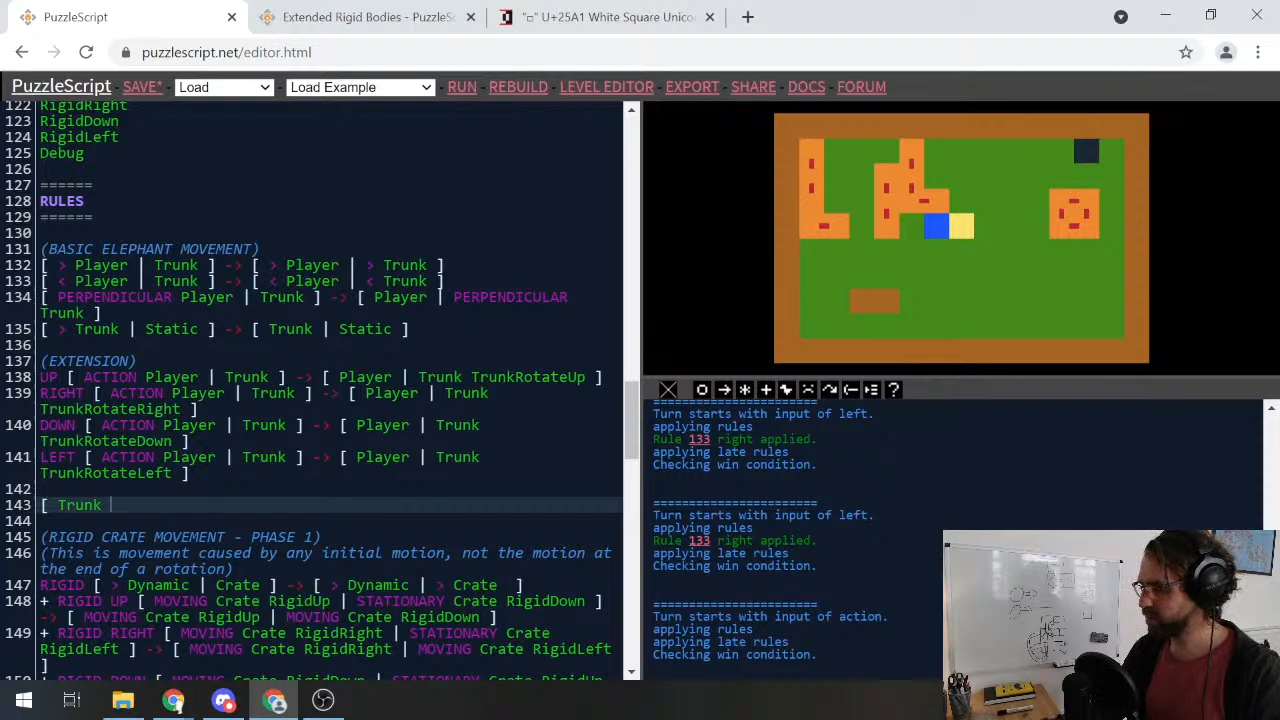 PuzzleScript
Extended Rigid Bodies - PuzzleSc
"□" U+25A1 White Square Unico
puzzlescript.net/editor.html
PuzzleScript - SAVE* - Load - Load Example - RUN - REBUILD - LEVEL EDITOR - EXPORT - SHARE - DOCS - FORUM
122 RigidRight
123 RigidDown
124 RigidLeft
125 Debug
126
127 ======
128 RULES
129 ======
130
131 (BASIC ELEPHANT MOVEMENT)
132 [ > Player | Trunk ] -> [ > Player | > Trunk ]
133 [ < Player | Trunk ] -> [ < Player | < Trunk ]
134 [ PERPENDICULAR Player | Trunk ] -> [ Player | PERPENDICULAR
Trunk ]
135 [ > Trunk | Static ] -> [ Trunk | Static ]
136
137 (EXTENSION)
138 UP [ ACTION Player | Trunk ] -> [ Player | Trunk TrunkRotateUp ]
139 RIGHT [ ACTION Player | Trunk ] -> [ Player | Trunk
TrunkRotateRight ]
140 DOWN [ ACTION Player | Trunk ] -> [ Player | Trunk
TrunkRotateDown ]
141 LEFT [ ACTION Player | Trunk ] -> [ Player | Trunk
TrunkRotateLeft ]
142
143 [ Trunk
144
145 (RIGID CRATE MOVEMENT - PHASE 1)
146 (This is movement caused by any initial motion, not the motion at
the end of a rotation)
147 RIGID [ > Dynamic | Crate ] -> [ > Dynamic | > Crate ]
148 + RIGID UP [ MOVING Crate RigidUp | STATIONARY Crate RigidDown ]
-> [ MOVING Crate RigidUp | MOVING Crate RigidDown ]
149 + RIGID RIGHT [ MOVING Crate RigidRight | STATIONARY Crate
RigidLeft ] -> [ MOVING Crate RigidRight | MOVING Crate RigidLeft
]
150 + RIGID DOWN [ MOVING Crate RigidDown | STATIONARY Crate RigidUp
=======================
Turn starts with input of left.
applying rules
Rule 133 right applied.
applying late rules
Checking win condition.
=======================
Turn starts with input of left.
applying rules
Rule 133 right applied.
applying late rules
Checking win condition.
=======================
Turn starts with input of action.
applying rules
applying late rules
Checking win condition.